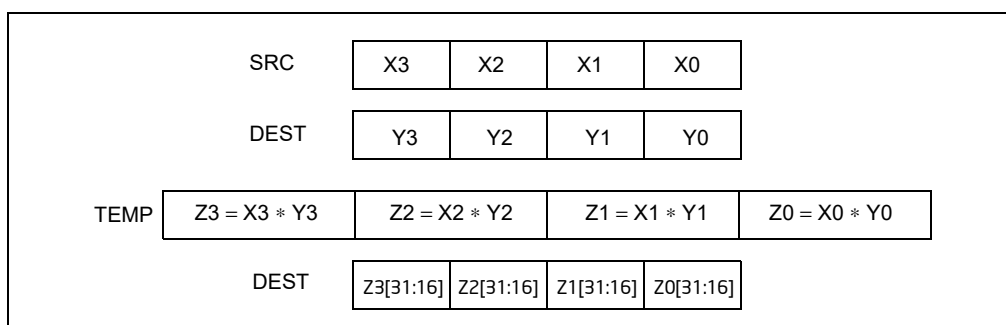 SRC X3 X2 X1 X0
DEST Y3 Y2 Y1 Y0
TEMP Z3 = X3 ∗ Y3 Z2 = X2 ∗ Y2 Z1 = X1 ∗ Y1 Z0 = X0 ∗ Y0
DEST Z3[31:16] Z2[31:16] Z1[31:16] Z0[31:16]